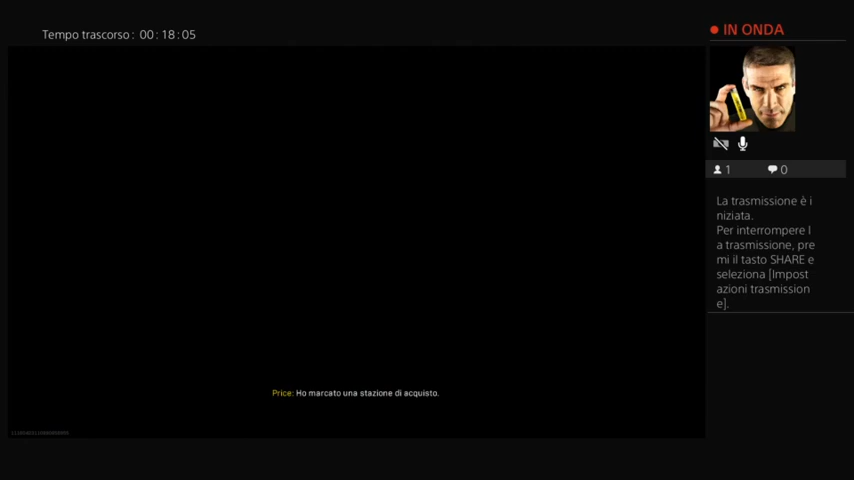 Tempo trascorso: 00:18:05
IN ONDA
1 0
La trasmissione è i
niziata.
Per interrompere l
a trasmissione, pre
mi il tasto SHARE e
seleziona [Impost
azioni trasmission
e].
Price: Ho marcato una stazione di acquisto.